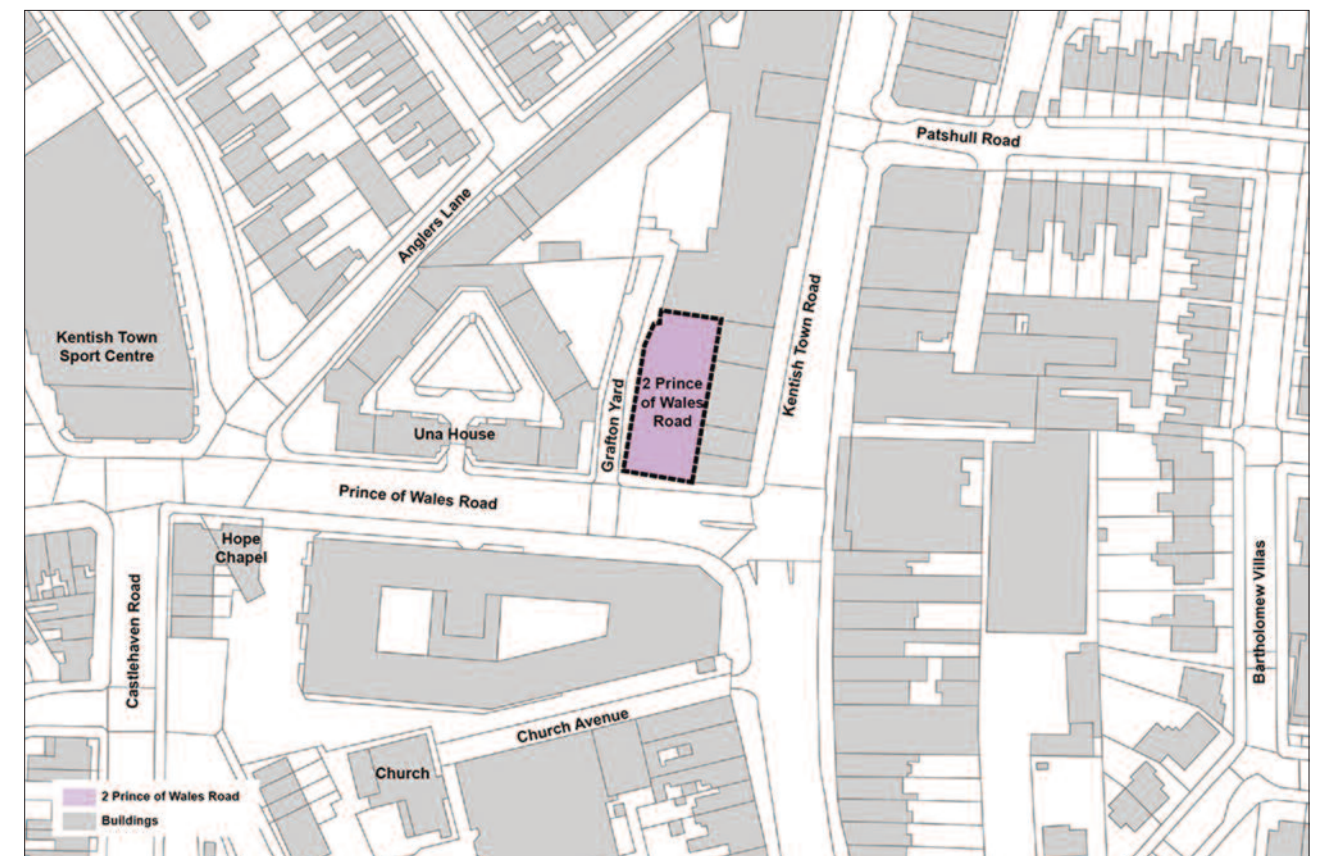 Patshull Road
Anglers Lane
Kentish Town
Sport Centre
Kentish Town Road
2 Prince
of Wales
Road
Grafton Yard
Una House
Prince of Wales Road
Hope
Chapel
Castlehaven Road
Bartholomew Villas
Church Avenue
Church
2 Prince of Wales Road
Buildings